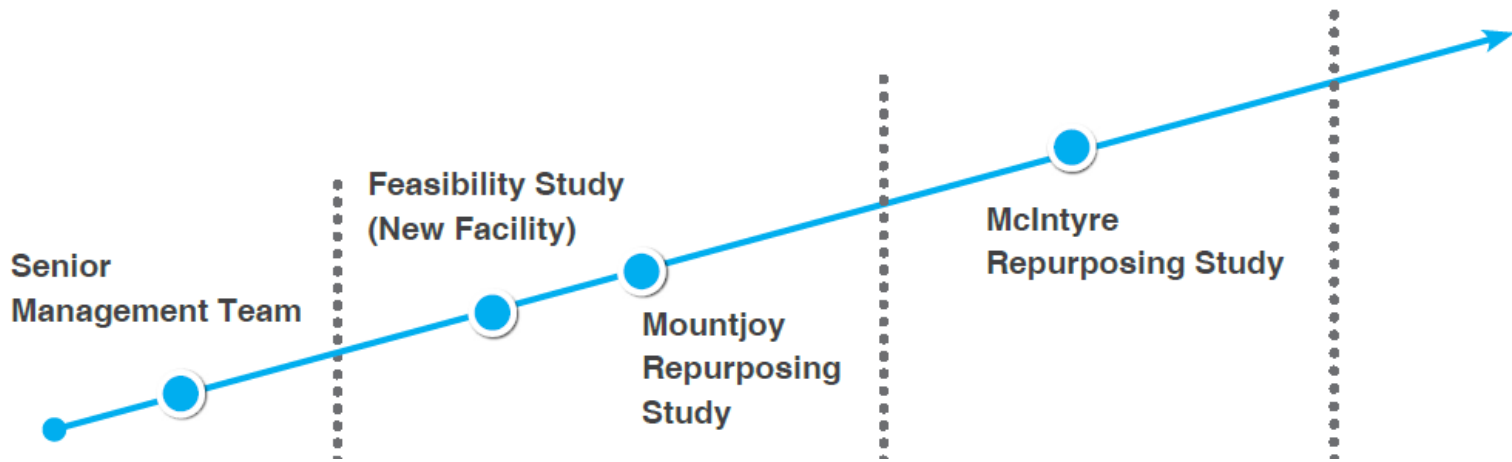 Senior
Management Team
Feasibility Study
(New Facility)
Mountjoy
Repurposing
Study
McIntyre
Repurposing Study